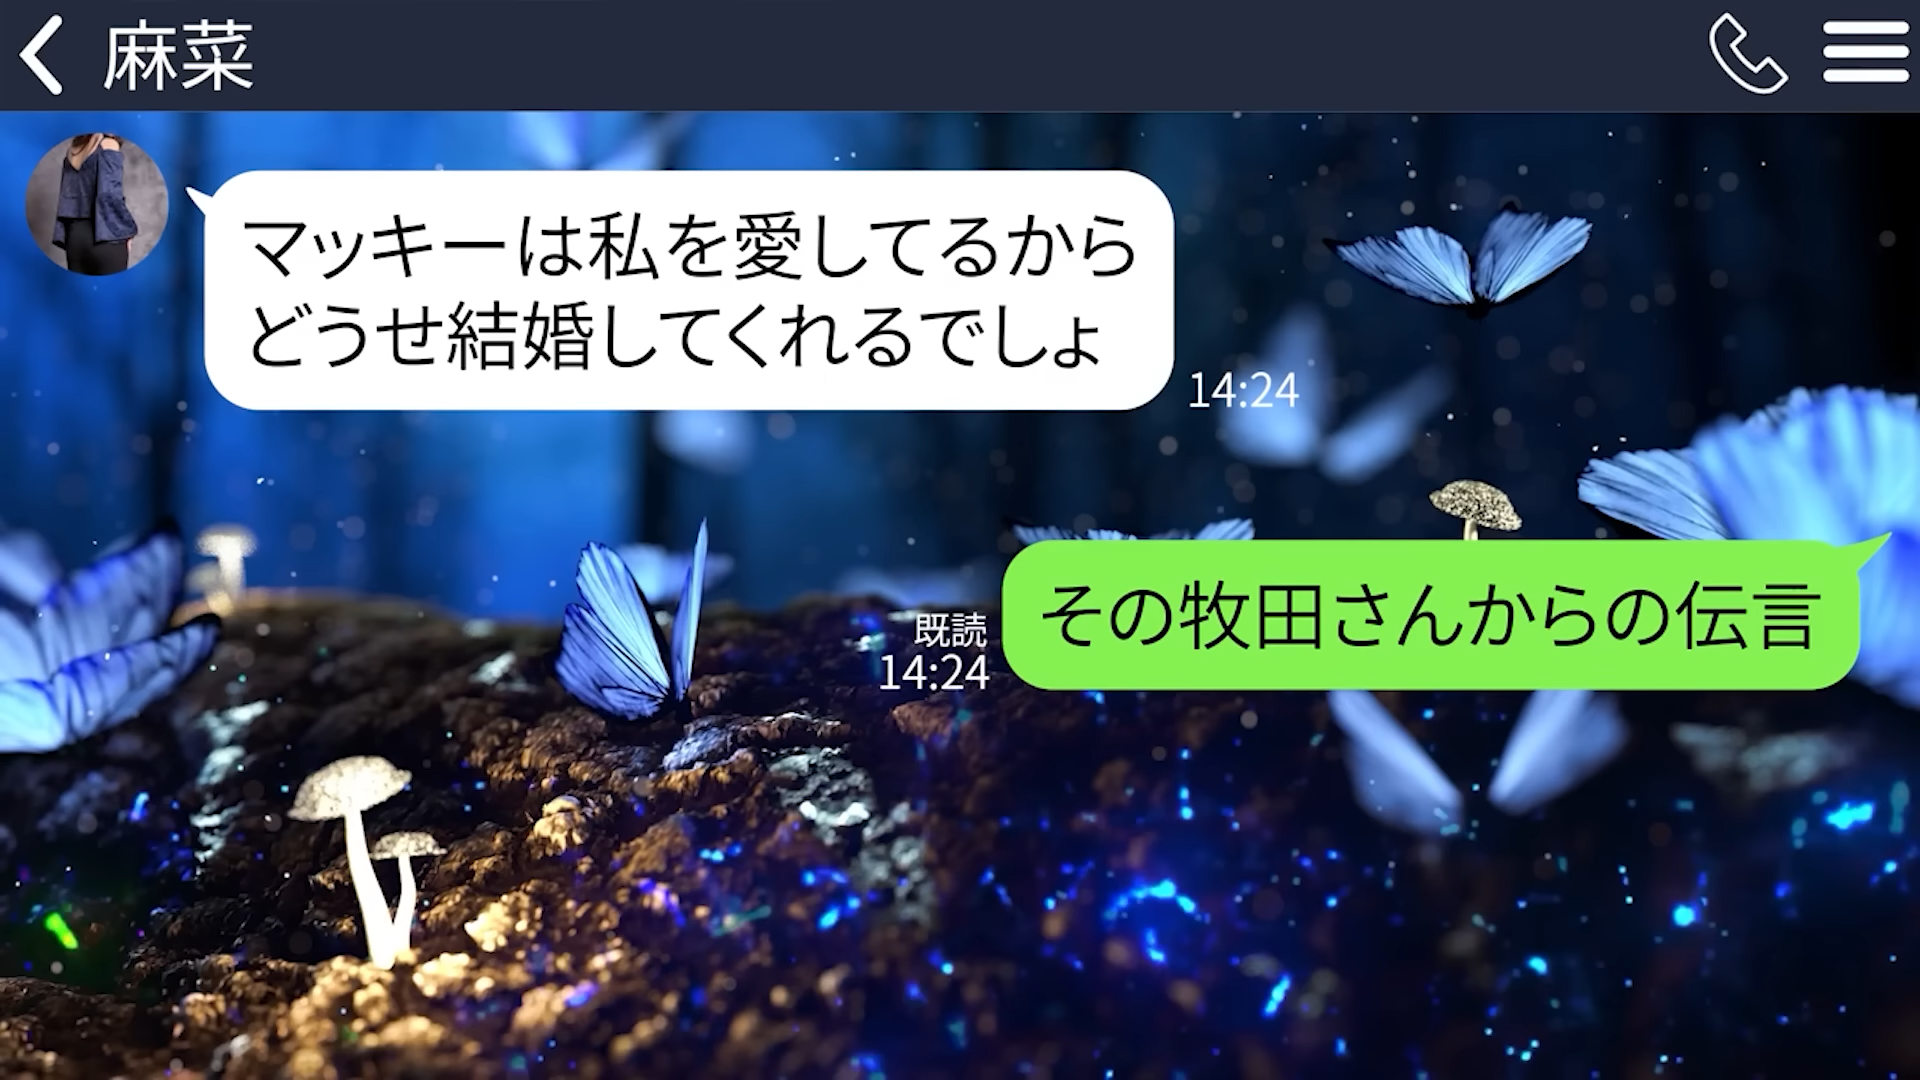 麻菜
マッキーは私を愛してるから
どうせ結婚してくれるでしょ
14:24
その牧田さんからの伝言
既読
14:24